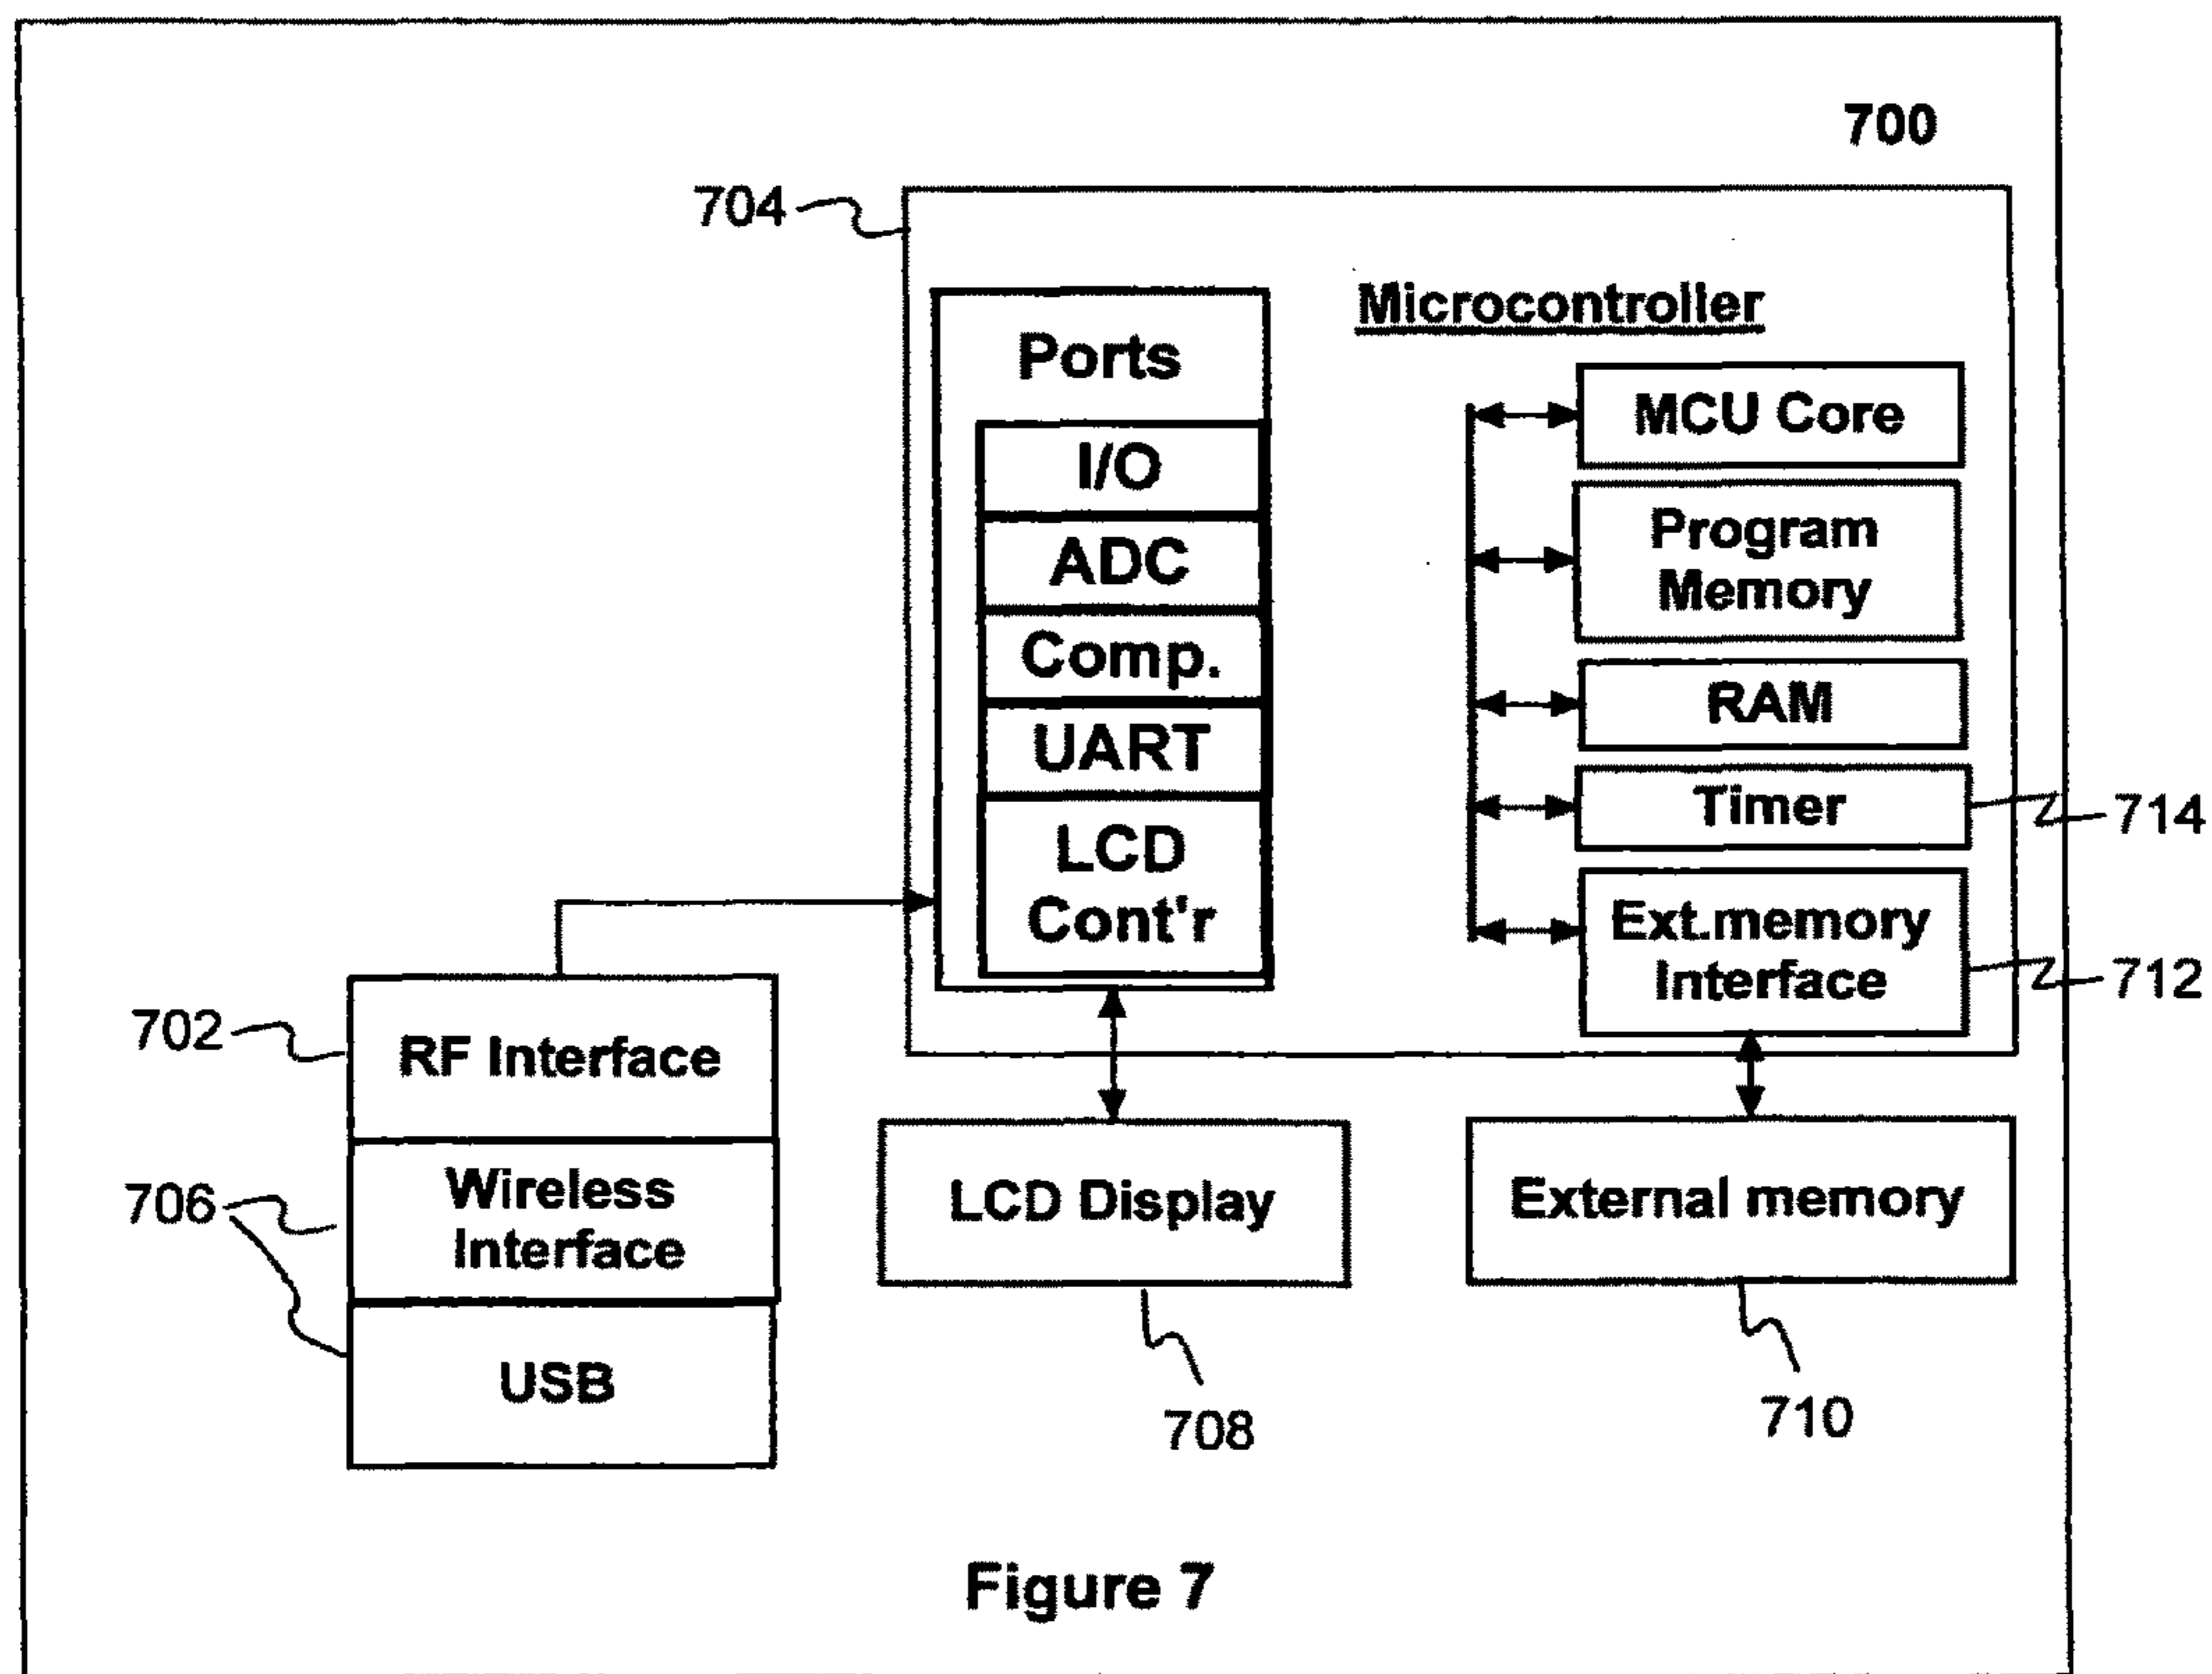 700
704
Microcontroller
Ports
I/O
ADC
Comp.
UART
LCD
Cont'r
MCU Core
Program
Memory
RAM
Timer
714
Ext.memory
Interface
712
702
RF Interface
706
Wireless
Interface
USB
LCD Display
708
External memory
710
Figure 7